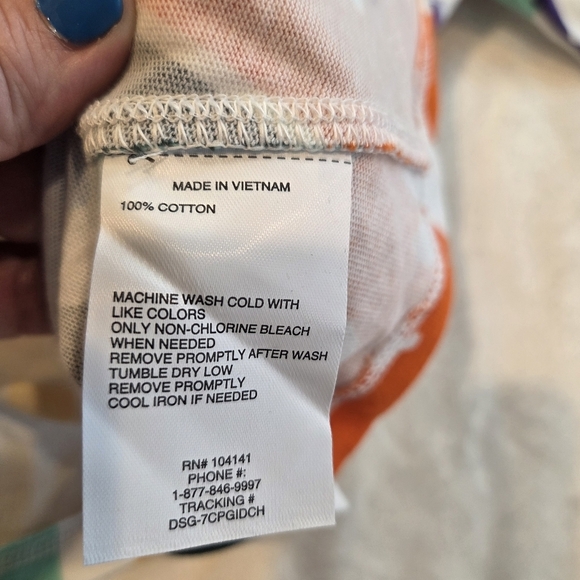 MADE IN VIETNAM
100% COTTON
MACHINE WASH COLD WITH
LIKE COLORS
ONLY NON-CHLORINE BLEACH
WHEN NEEDED
REMOVE PROMPTLY AFTER WASH
TUMBLE DRY LOW
REMOVE PROMPTLY
COOL IRON IF NEEDED
RN# 104141
PHONE #:
1-877-846-9997
TRACKING #
DSG-7CPGIDCH